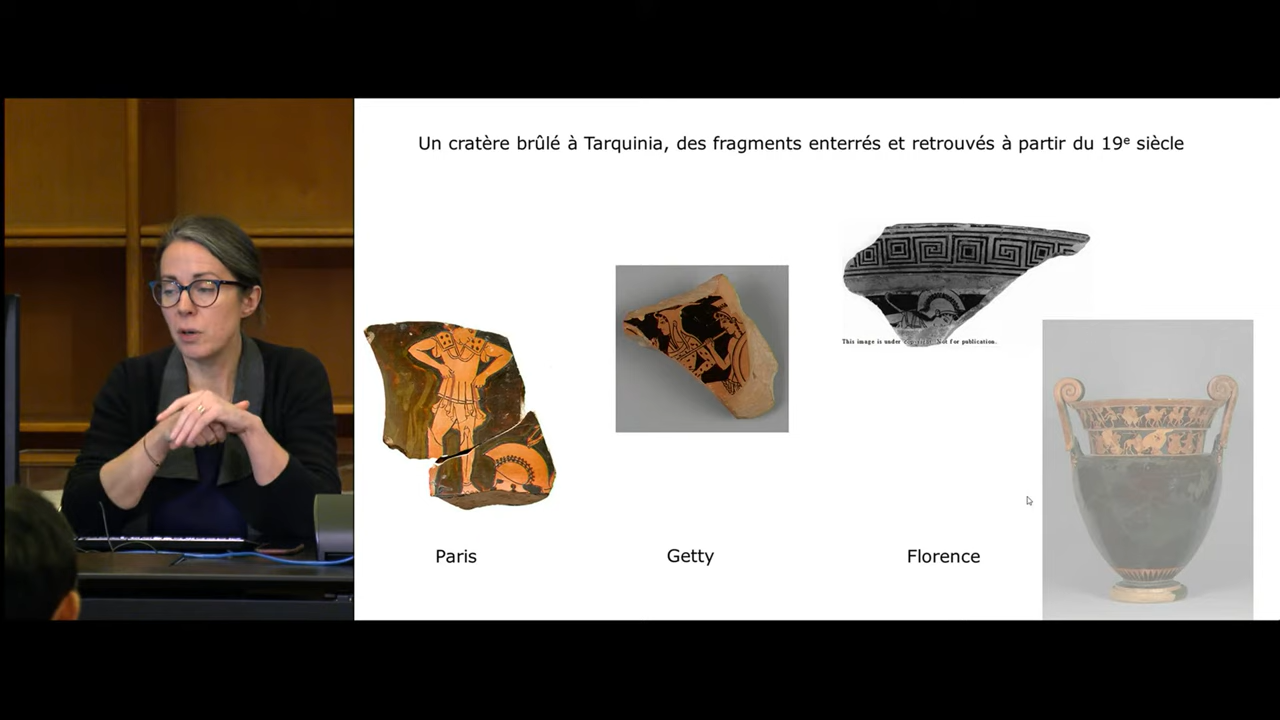 Un cratère brûlé à Tarquinia, des fragments enterrés et retrouvés à partir du 19ᵉ siècle
This image is under copyright. Not for publication.
Paris
Getty
Florence